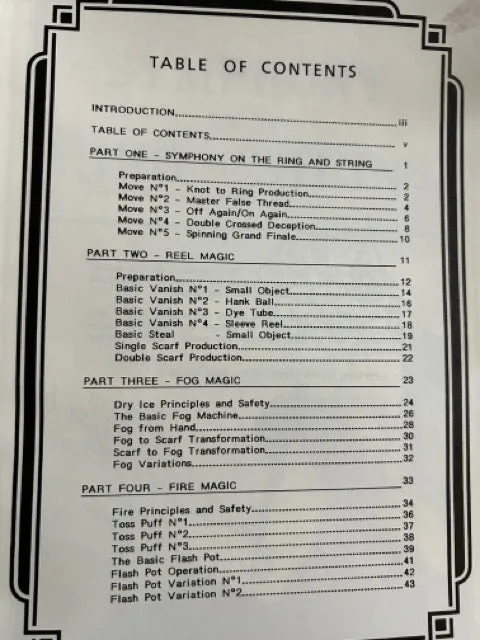 TABLE OF CONTENTS
INTRODUCTION iii
TABLE OF CONTENTS v
PART ONE - SYMPHONY ON THE RING AND STRING 1
Preparation 2
Move N°1 - Knot to Ring Production 2
Move N°2 - Master False Thread 4
Move N°3 - Off Again/On Again 6
Move N°4 - Double Crossed Deception 8
Move N°5 - Spinning Grand Finale 10
PART TWO - REEL MAGIC 11
Preparation 12
Basic Vanish N°1 - Small Object 14
Basic Vanish N°2 - Hank Ball 16
Basic Vanish N°3 - Dye Tube 17
Basic Vanish N°4 - Sleeve Reel 18
Basic Steal - Small Object 19
Single Scarf Production 21
Double Scarf Production 22
PART THREE - FOG MAGIC 23
Dry Ice Principles and Safety 24
The Basic Fog Machine 26
Fog from Hand 28
Fog to Scarf Transformation 30
Scarf to Fog Transformation 31
Fog Variations 32
PART FOUR - FIRE MAGIC 33
Fire Principles and Safety 34
Toss Puff N°1 36
Toss Puff N°2 37
Toss Puff N°3 38
The Basic Flash Pot 39
Flash Pot Operation 41
Flash Pot Variation N°1 42
Flash Pot Variation N°2 43